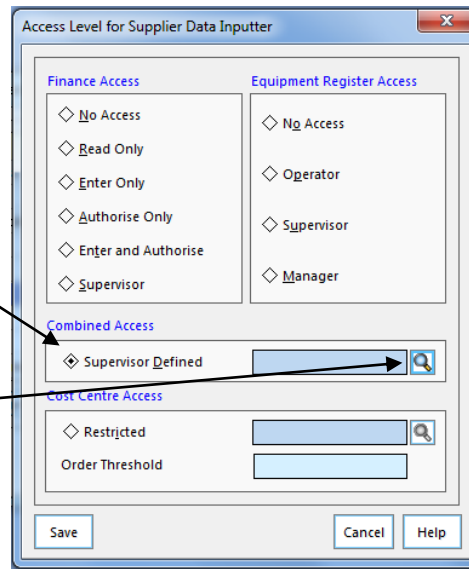 Access Level for Supplier Data Inputter
Finance Access
No Access
Read Only
Enter Only
Authorise Only
Enter and Authorise
Supervisor
Equipment Register Access
No Access
Operator
Supervisor
Manager
Combined Access
Supervisor Defined
Cost Centre Access
Restricted
Order Threshold
Save
Cancel
Help